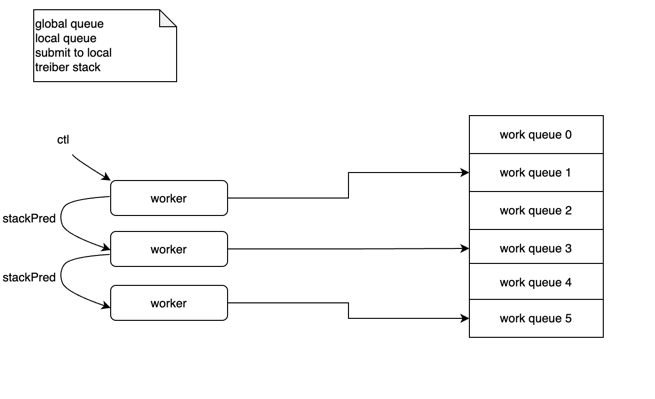 global queue
local queue
submit to local
treiber stack
ctl
work queue 0
work queue 1
worker
work queue 2
stackPred
worker
work queue 3
stackPred
work queue 4
worker
work queue 5